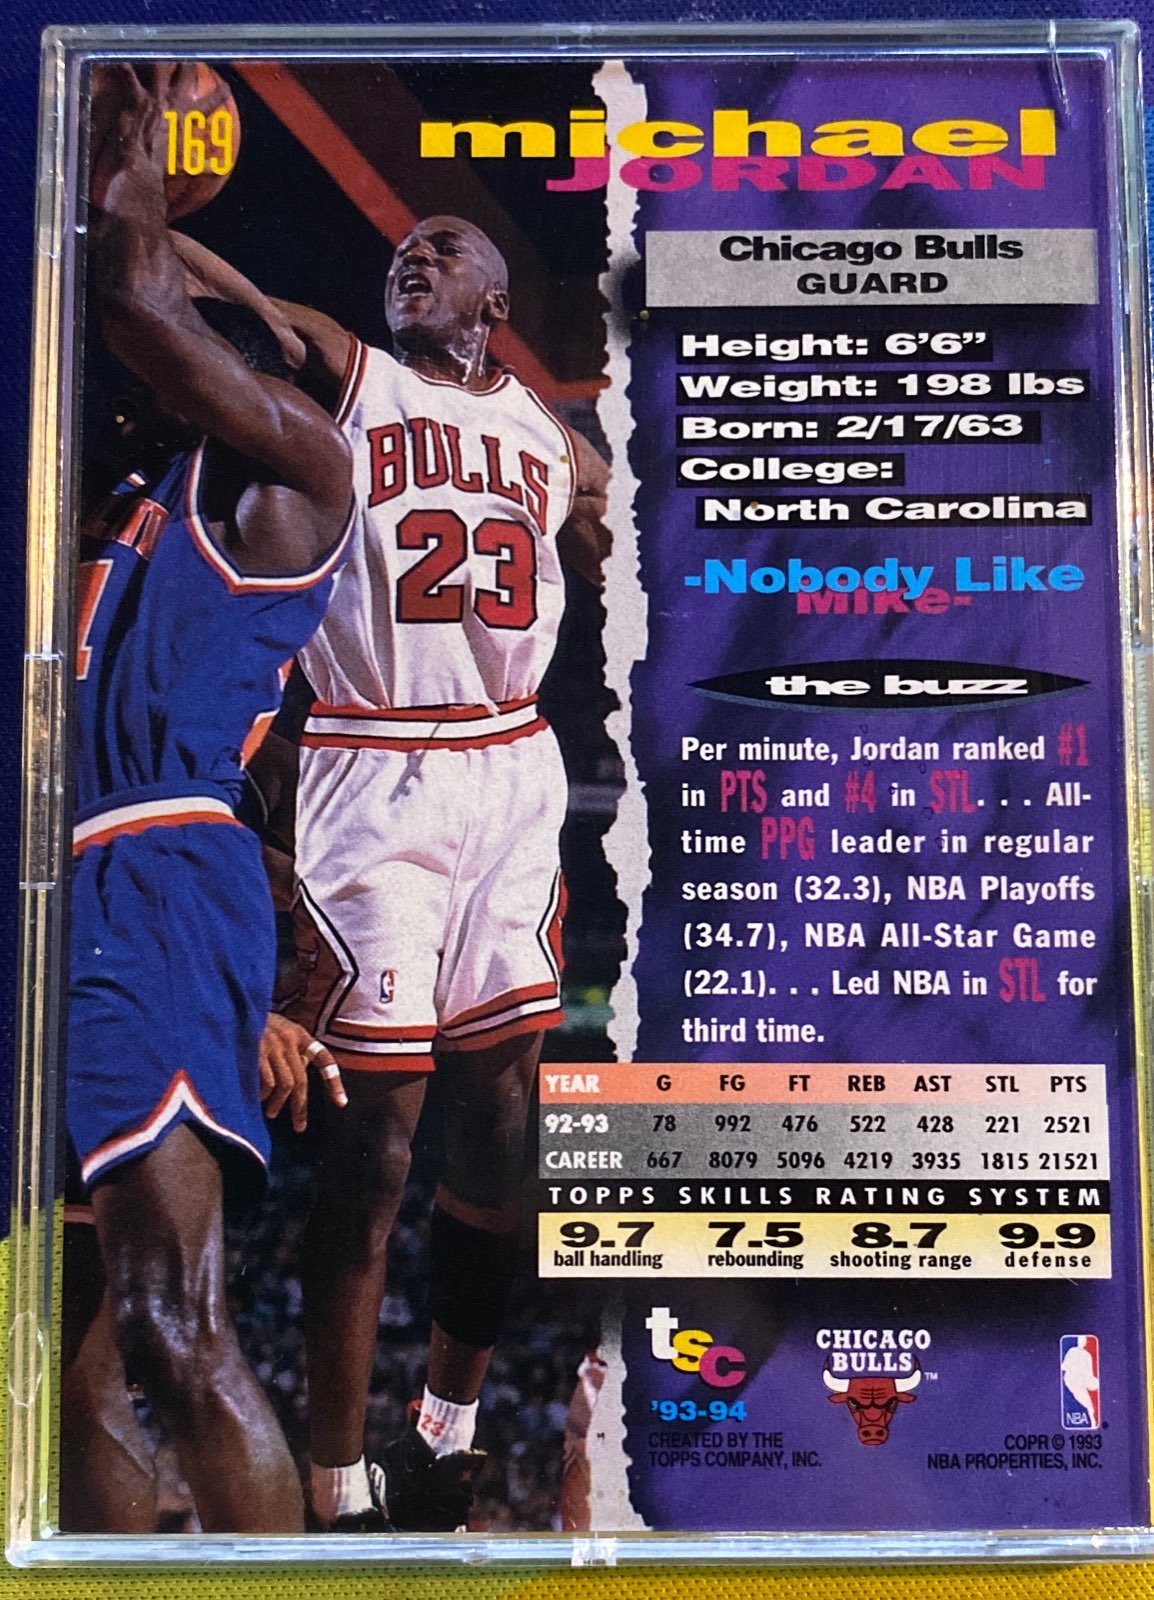 169
michael
JORDAN
Chicago Bulls
GUARD
Height: 6'6”
Weight: 198 lbs
Born: 2/17/63
College:
North Carolina
-Nobody Like
Mike-
the buzz
Per minute, Jordan ranked #1
in PTS and #4 in STL. . . All-
time PPG leader in regular
season (32.3), NBA Playoffs
(34.7), NBA All-Star Game
(22.1). . . Led NBA in STL for
third time.
YEAR G FG FT REB AST STL PTS
92-93 78 992 476 522 428 221 2521
CAREER 667 8079 5096 4219 3935 1815 21521
TOPPS SKILLS RATING SYSTEM
9.7 7.5 8.7 9.9
ball handling rebounding shooting range defense
tsc
'93-94
CREATED BY THE
TOPPS COMPANY, INC.
CHICAGO
BULLS
TM
NBA
®
COPR © 1993
NBA PROPERTIES, INC.
BULLS
23
23